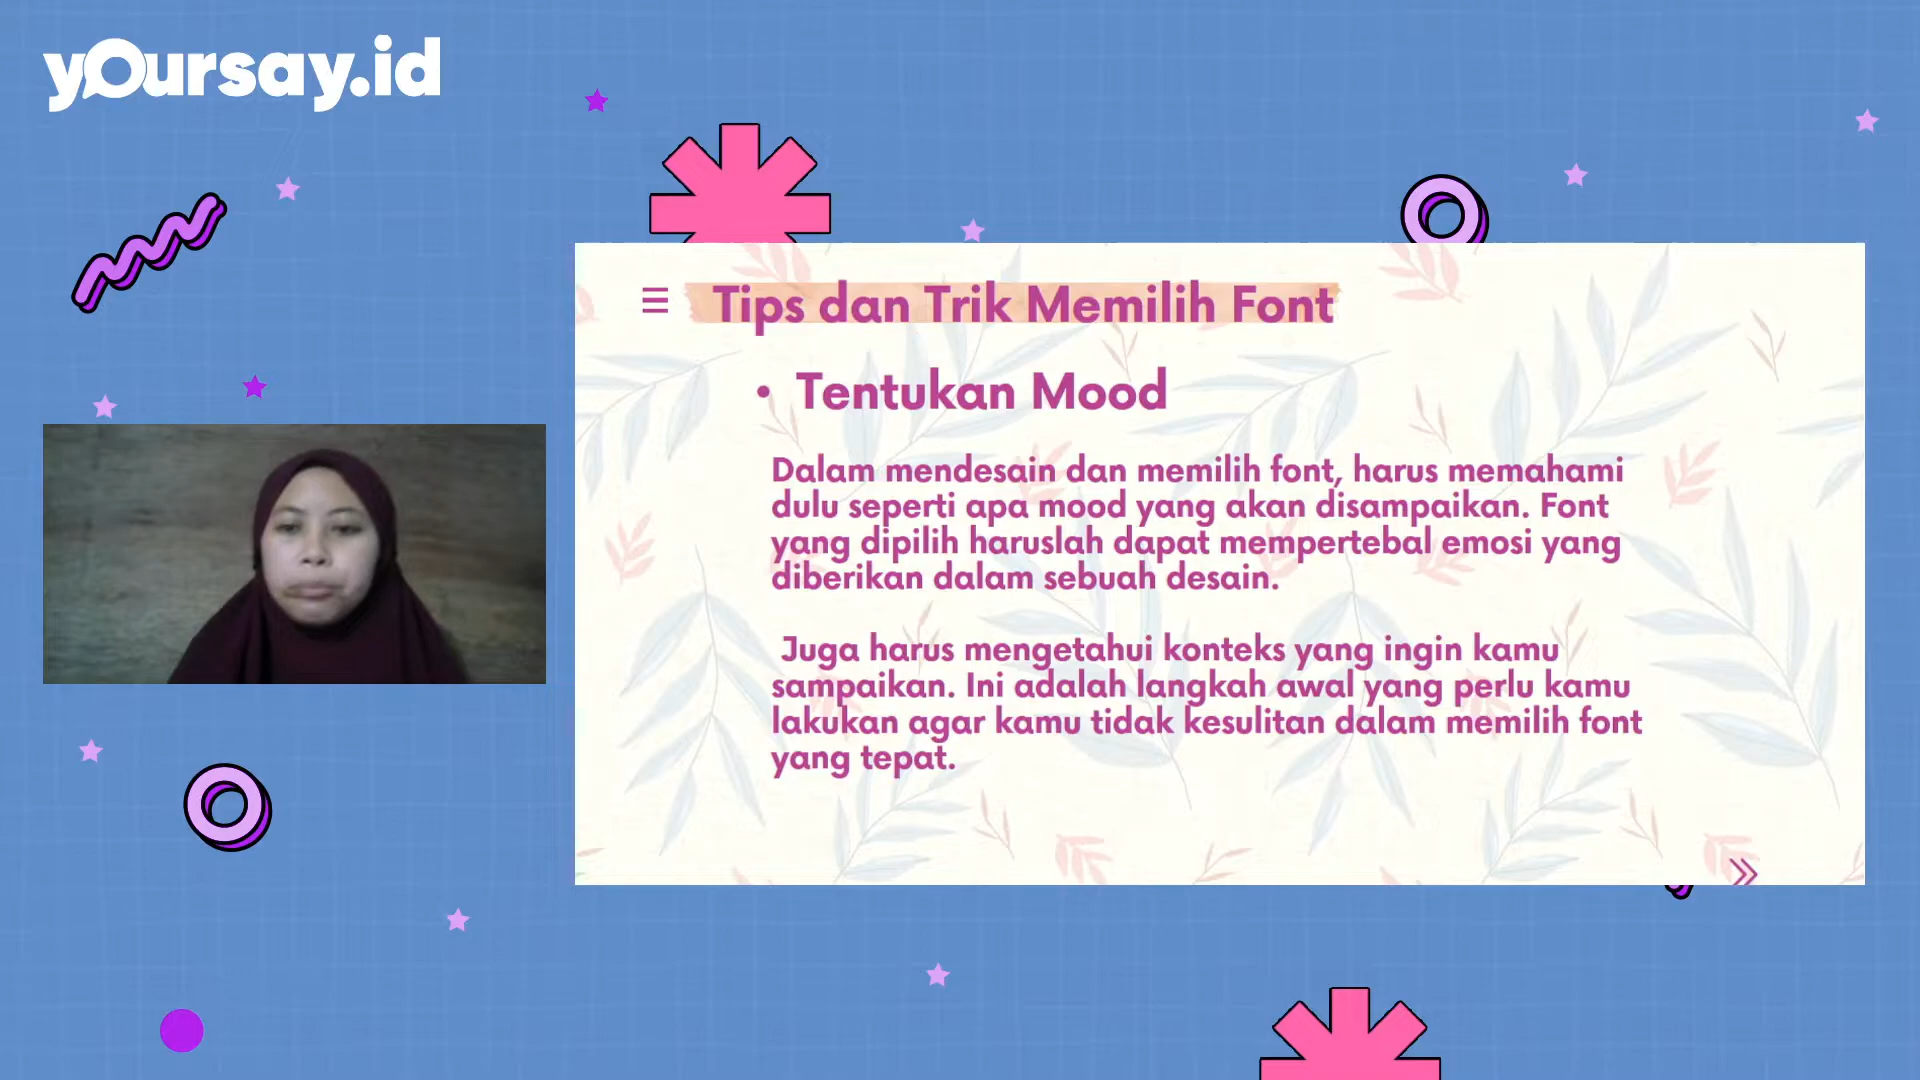 yoursay.id
Tips dan Trik Memilih Font
• Tentukan Mood
Dalam mendesain dan memilih font, harus memahami
dulu seperti apa mood yang akan disampaikan. Font
yang dipilih haruslah dapat mempertebal emosi yang
diberikan dalam sebuah desain.
Juga harus mengetahui konteks yang ingin kamu
sampaikan. Ini adalah langkah awal yang perlu kamu
lakukan agar kamu tidak kesulitan dalam memilih font
yang tepat.